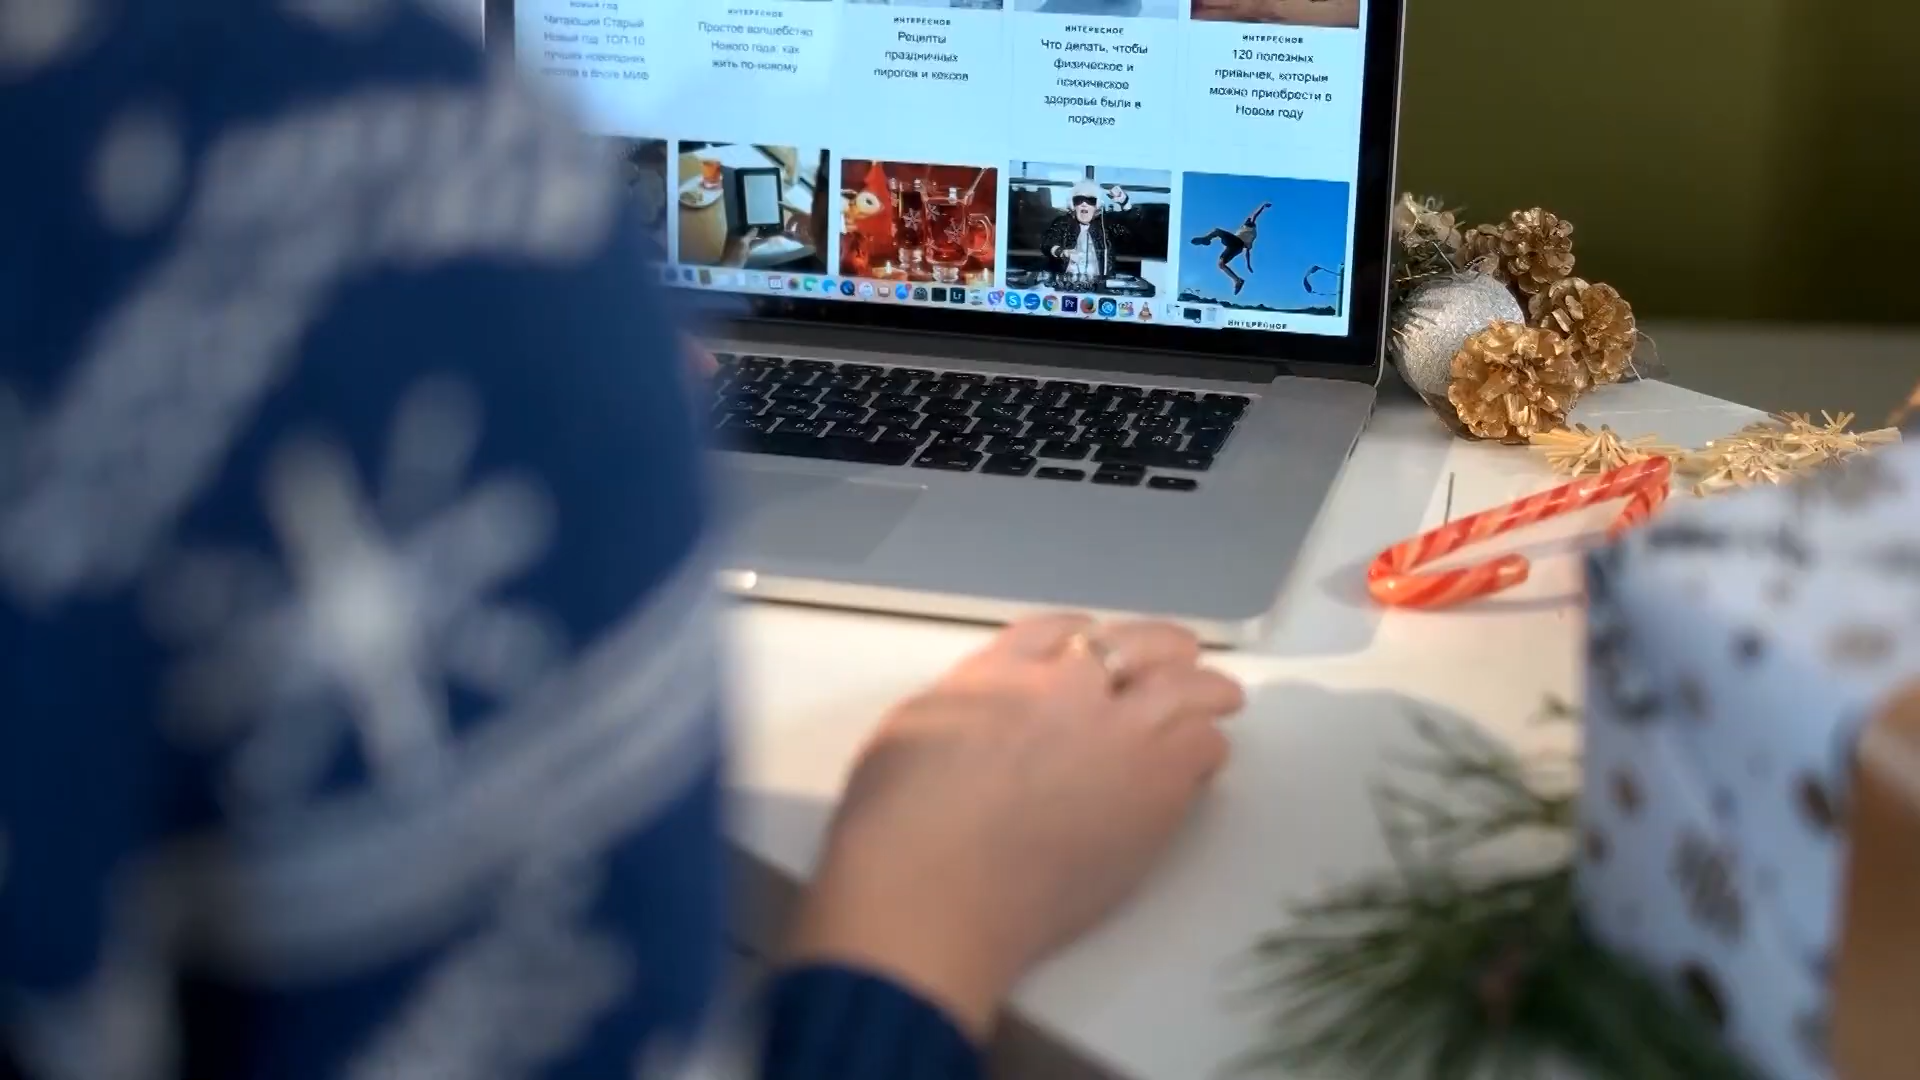 новый год
Читающий Старый
Новый год: ТОП-10
лучших новогодних
постов в блоге МИФ
ИНТЕРЕСНОЕ
Простое волшебство
Нового года: как
жить по-новому
ИНТЕРЕСНОЕ
Рецепты
праздничных
пирогов и кексов
ИНТЕРЕСНОЕ
Что делать, чтобы
физическое и
психическое
здоровье были в
порядке
ИНТЕРЕСНОЕ
120 полезных
привычек, которые
можно приобрести в
Новом году
Lr
Pr
ИНТЕРЕСНОЕ